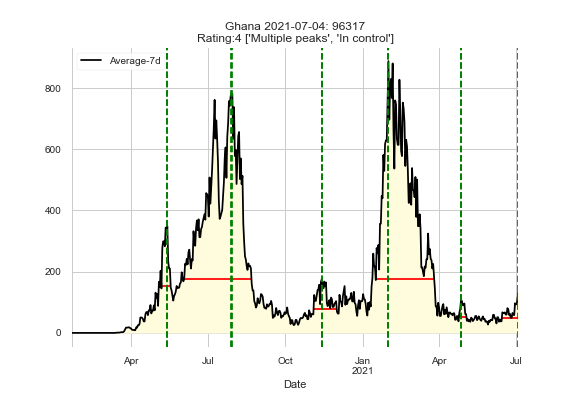 Ghana 2021-07-04: 96317
Rating:4 ['Multiple peaks', 'In control']
Average-7d
800
600
400
200
0
Apr Jul Oct Jan Apr Jul
2021
Date